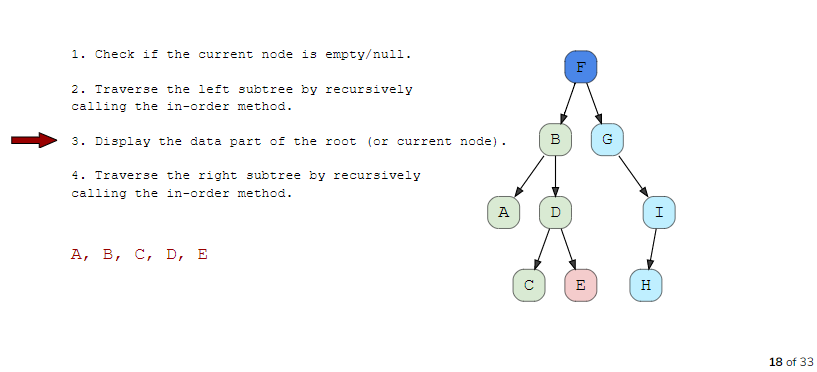 1. Check if the current node is empty/null.
2. Traverse the left subtree by recursively
calling the in-order method.
3. Display the data part of the root (or current node).
4. Traverse the right subtree by recursively
calling the in-order method.
A, B, C, D, E
F
B
G
A
D
I
C
E
H
18 of 33